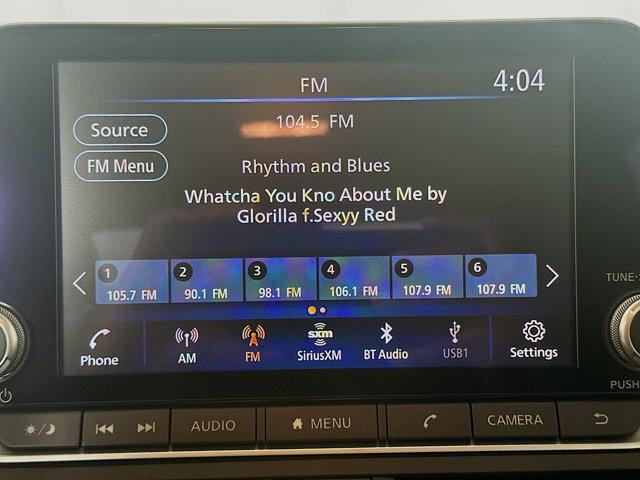 FM
4:04
Source
104.5 FM
FM Menu
Rhythm and Blues
Whatcha You Kno About Me by
Glorilla f.Sexyy Red
1 2 3 4 5 6
105.7 FM 90.1 FM 98.1 FM 106.1 FM 107.9 FM 107.9 FM
sxm
Phone AM FM SiriusXM BT Audio USB1 Settings
TUNE·
PUSH
AUDIO MENU CAMERA